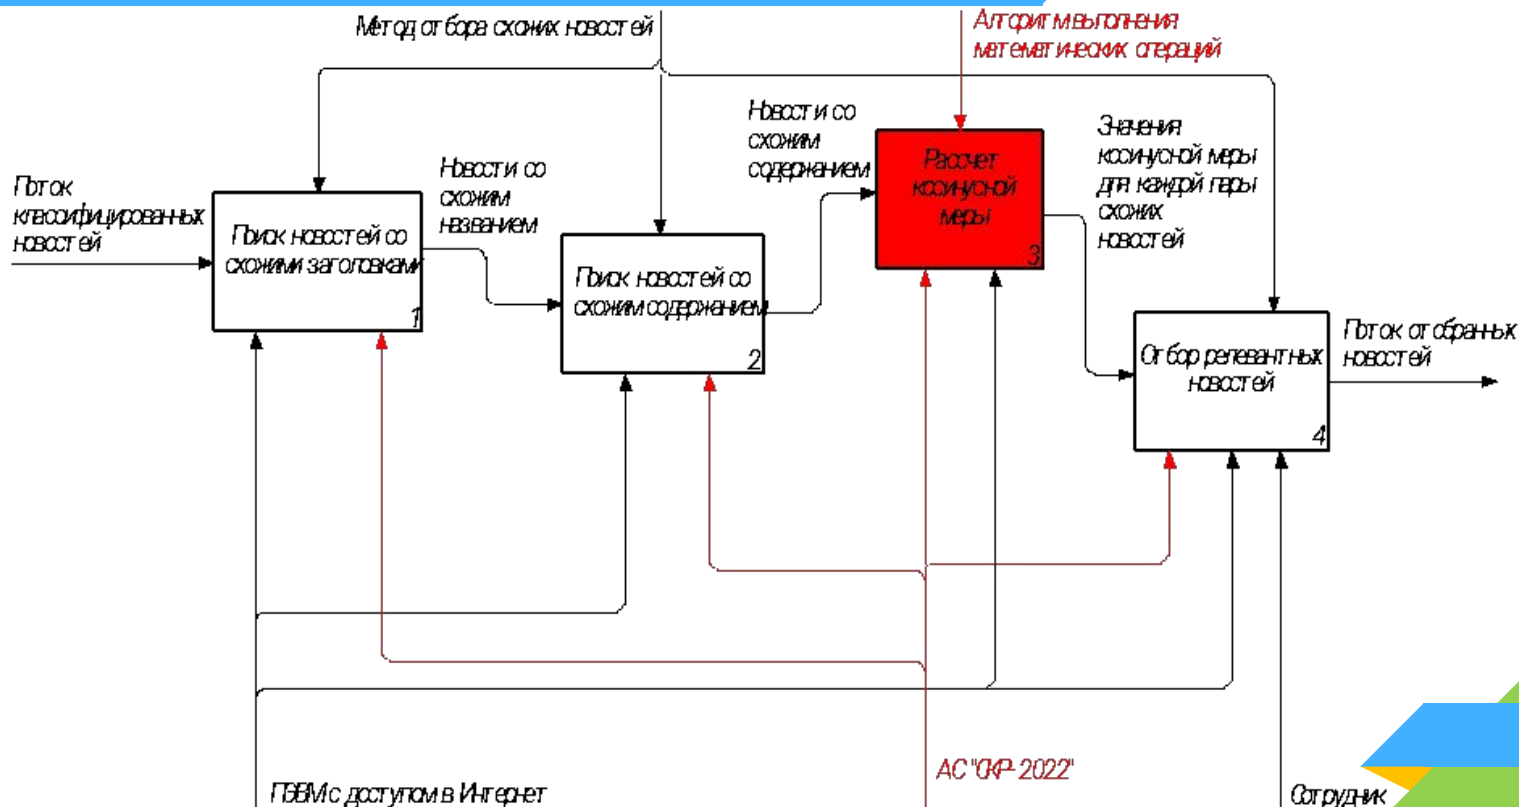 Метод отбора схожих новостей
Алгоритм выполнения
математических операций
Поток
классифицированных
новостей
Новости со
схожим
названием
Новости со
схожим
содержанием
Значения
косинусной меры
для каждой пары
схожих
новостей
Поиск новостей со
схожими заголовками
1
Поиск новостей со
схожим содержанием
2
Рассчет
косинусной
меры
3
Отбор релевантных
новостей
4
Поток отобранных
новостей
ПЭВМ с доступом в Интернет
АС "СКР-2022"
Сотрудник